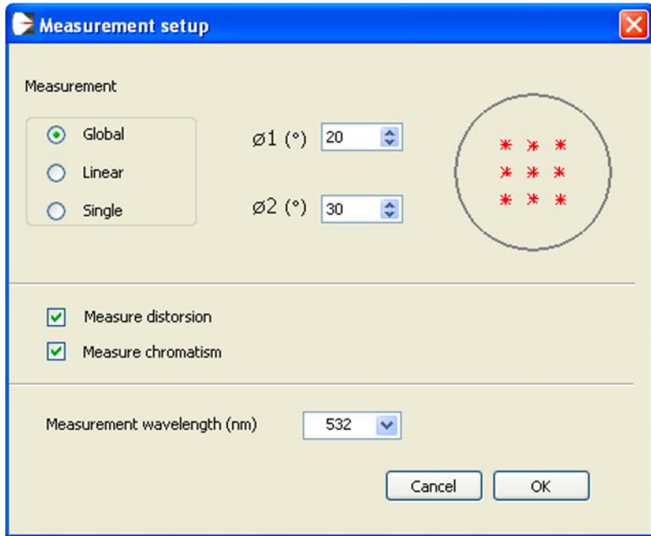 Measurement setup
Measurement
Global
Linear
Single
ø1 (°) 20
ø2 (°) 30
Measure distorsion
Measure chromatism
Measurement wavelength (nm) 532
Cancel OK